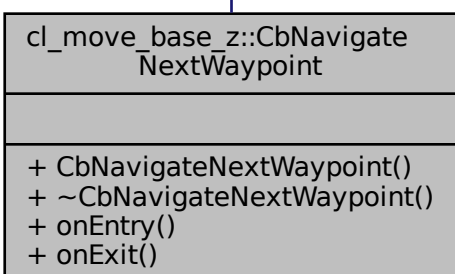 cl_move_base_z::CbNavigate
NextWaypoint
+ CbNavigateNextWaypoint()
+ ~CbNavigateNextWaypoint()
+ onEntry()
+ onExit()